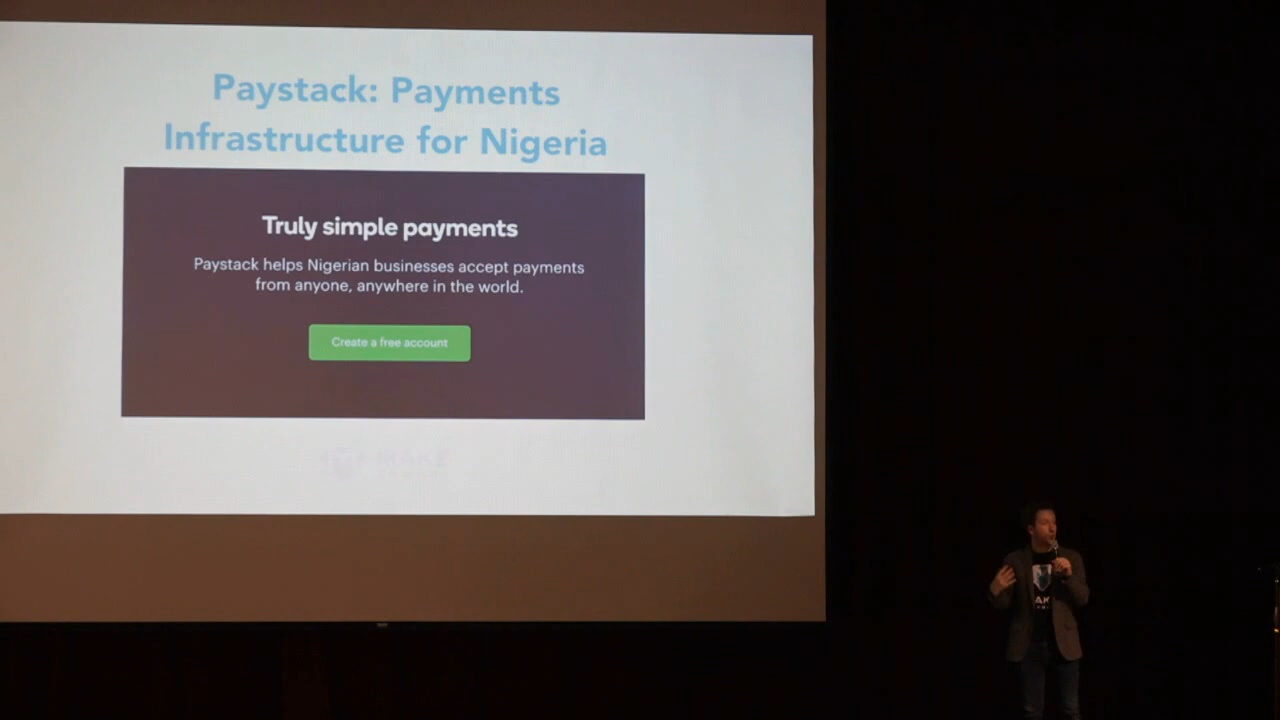 Paystack: Payments
Infrastructure for Nigeria
Truly simple payments
Paystack helps Nigerian businesses accept payments
from anyone, anywhere in the world.
Create a free account